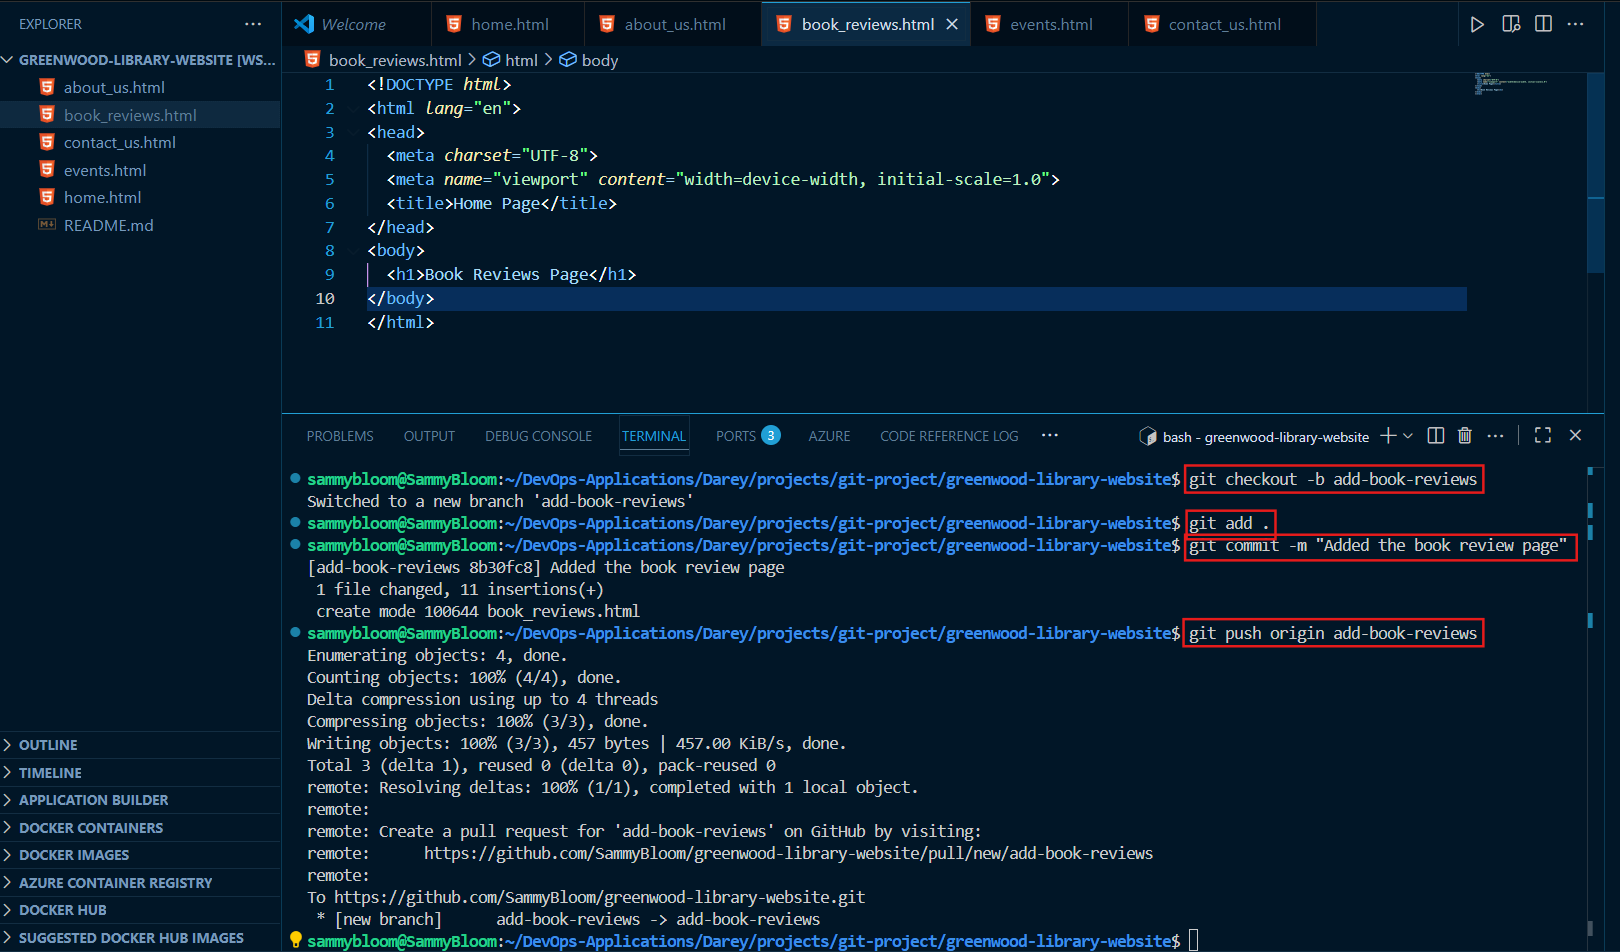 EXPLORER
GREENWOOD-LIBRARY-WEBSITE [WS...
about_us.html
book_reviews.html
contact_us.html
events.html
home.html
README.md
OUTLINE
TIMELINE
APPLICATION BUILDER
DOCKER CONTAINERS
DOCKER IMAGES
AZURE CONTAINER REGISTRY
DOCKER HUB
SUGGESTED DOCKER HUB IMAGES
Welcome home.html about_us.html book_reviews.html events.html contact_us.html
book_reviews.html > html > body
1 <!DOCTYPE html>
2 <html lang="en">
3 <head>
4   <meta charset="UTF-8">
5   <meta name="viewport" content="width=device-width, initial-scale=1.0">
6   <title>Home Page</title>
7 </head>
8 <body>
9   <h1>Book Reviews Page</h1>
10 </body>
11 </html>
PROBLEMS OUTPUT DEBUG CONSOLE TERMINAL PORTS 3 AZURE CODE REFERENCE LOG ... bash - greenwood-library-website
sammybloom@SammyBloom:~/DevOps-Applications/Darey/projects/git-project/greenwood-library-website$ git checkout -b add-book-reviews
Switched to a new branch 'add-book-reviews'
sammybloom@SammyBloom:~/DevOps-Applications/Darey/projects/git-project/greenwood-library-website$ git add .
sammybloom@SammyBloom:~/DevOps-Applications/Darey/projects/git-project/greenwood-library-website$ git commit -m "Added the book review page"
[add-book-reviews 8b30fc8] Added the book review page
 1 file changed, 11 insertions(+)
 create mode 100644 book_reviews.html
sammybloom@SammyBloom:~/DevOps-Applications/Darey/projects/git-project/greenwood-library-website$ git push origin add-book-reviews
Enumerating objects: 4, done.
Counting objects: 100% (4/4), done.
Delta compression using up to 4 threads
Compressing objects: 100% (3/3), done.
Writing objects: 100% (3/3), 457 bytes | 457.00 KiB/s, done.
Total 3 (delta 1), reused 0 (delta 0), pack-reused 0
remote: Resolving deltas: 100% (1/1), completed with 1 local object.
remote:
remote: Create a pull request for 'add-book-reviews' on GitHub by visiting:
remote:      https://github.com/SammyBloom/greenwood-library-website/pull/new/add-book-reviews
remote:
To https://github.com/SammyBloom/greenwood-library-website.git
 * [new branch]      add-book-reviews -> add-book-reviews
sammybloom@SammyBloom:~/DevOps-Applications/Darey/projects/git-project/greenwood-library-website$